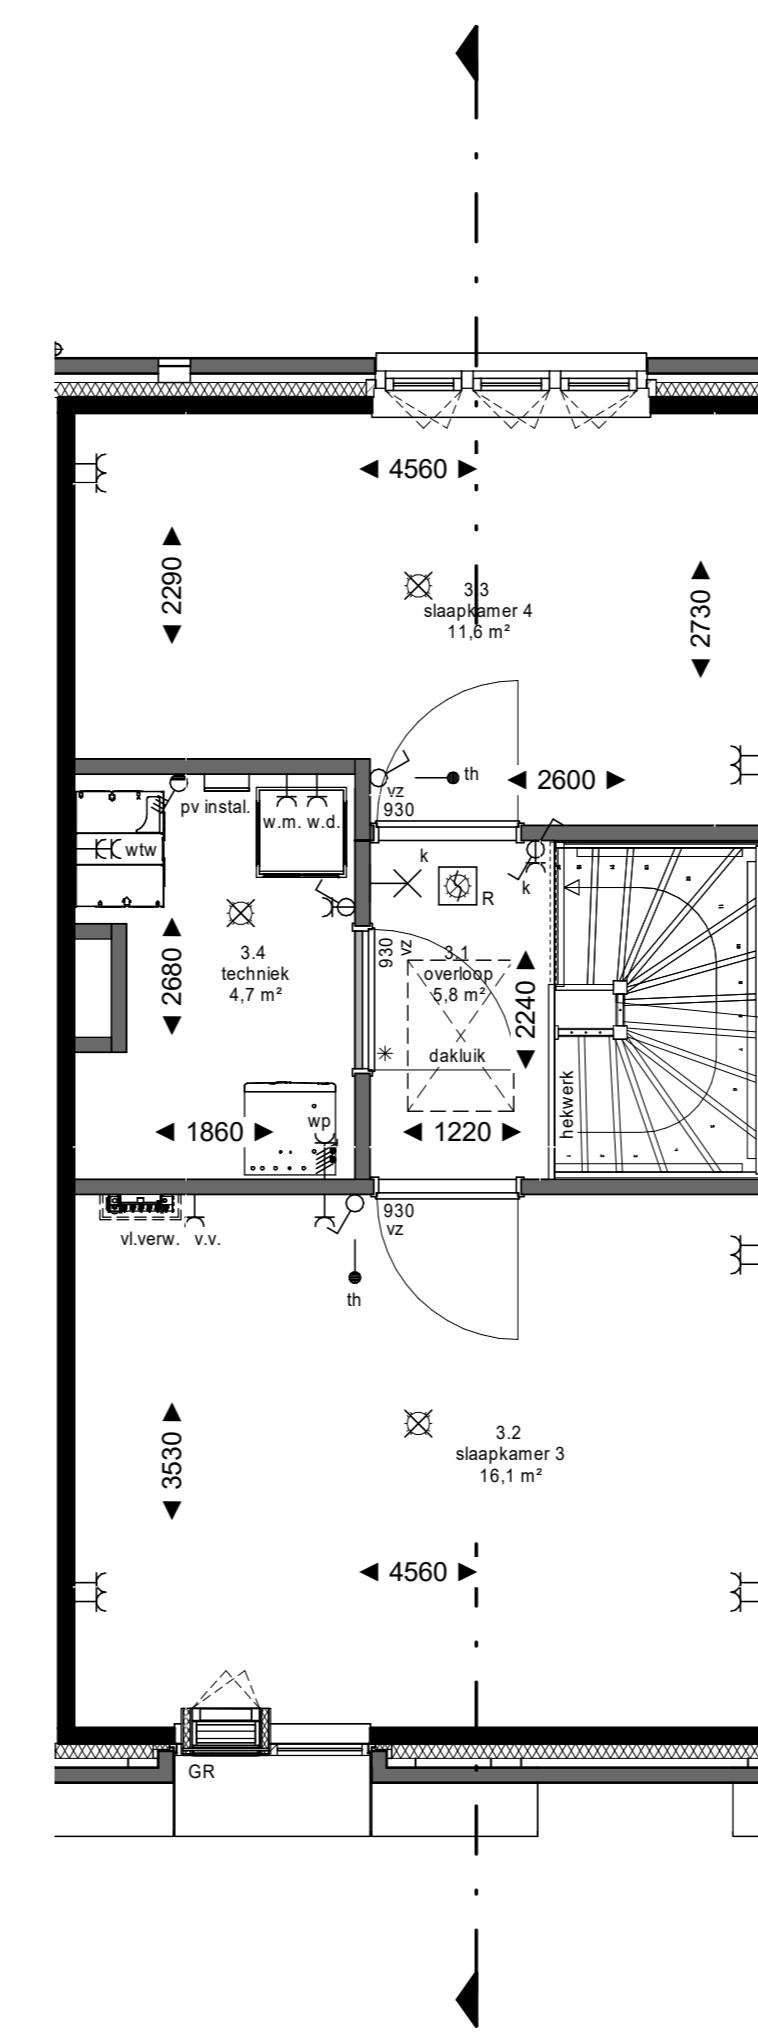 4560
2290
3.3
slaapkamer 4
11,6 m²
2730
th
2600
vz
930
pv instal.
w.m. w.d.
wtw
k
k
R
3.4
techniek
4,7 m²
2680
930
vz
3.1
overloop
5,8 m²
2240
dakluik
hekwerk
1860
wp
1220
930
vz
vl.verw. v.v.
th
3.2
slaapkamer 3
16,1 m²
3530
4560
GR